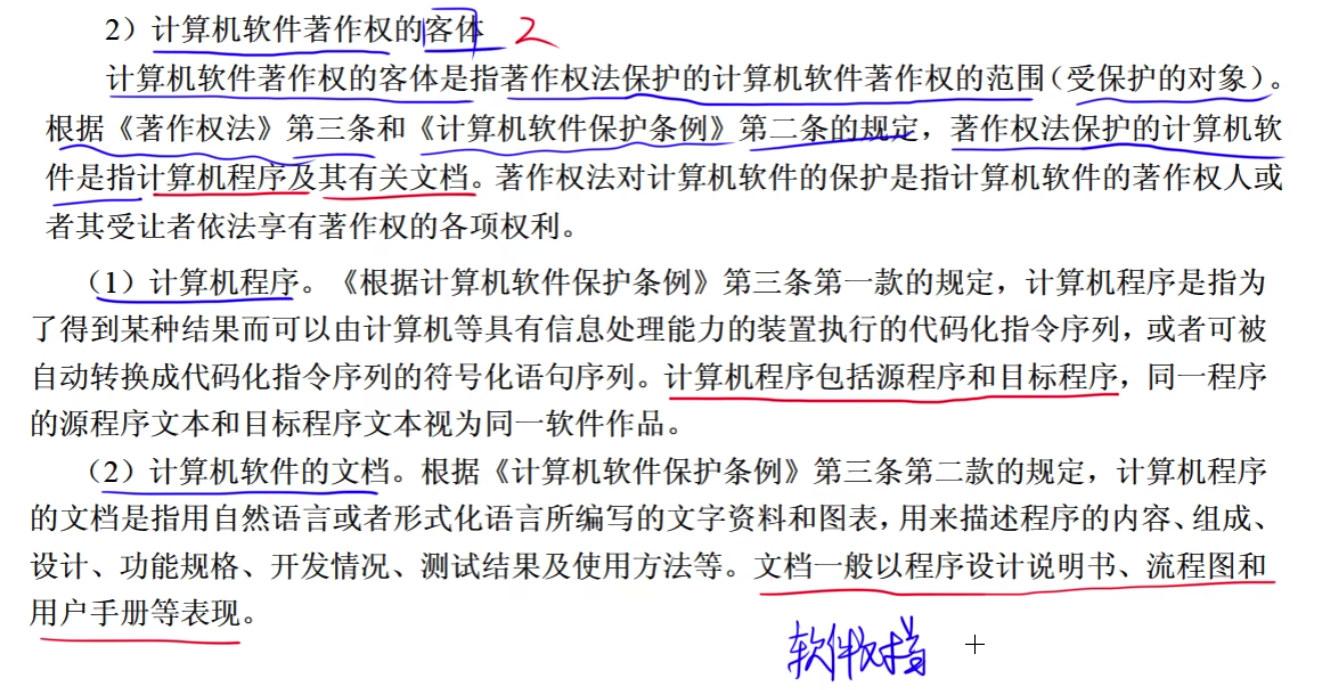 2）计算机软件著作权的客体 2
计算机软件著作权的客体是指著作权法保护的计算机软件著作权的范围（受保护的对象）。
根据《著作权法》第三条和《计算机软件保护条例》第二条的规定，著作权法保护的计算机软
件是指计算机程序及其有关文档。著作权法对计算机软件的保护是指计算机软件的著作权人或
者其受让者依法享有著作权的各项权利。
（1）计算机程序。《根据计算机软件保护条例》第三条第一款的规定，计算机程序是指为
了得到某种结果而可以由计算机等具有信息处理能力的装置执行的代码化指令序列，或者可被
自动转换成代码化指令序列的符号化语句序列。计算机程序包括源程序和目标程序，同一程序
的源程序文本和目标程序文本视为同一软件作品。
（2）计算机软件的文档。根据《计算机软件保护条例》第三条第二款的规定，计算机程序
的文档是指用自然语言或者形式化语言所编写的文字资料和图表，用来描述程序的内容、组成、
设计、功能规格、开发情况、测试结果及使用方法等。文档一般以程序设计说明书、流程图和
用户手册等表现。
软件